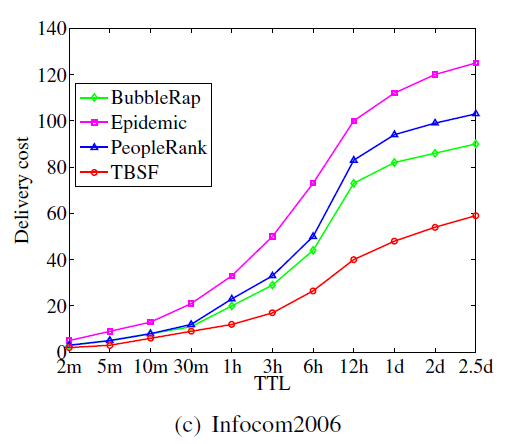 140
120
100
80
60
40
20
0
Delivery cost
BubbleRap
Epidemic
PeopleRank
TBSF
2m 5m 10m 30m 1h 3h 6h 12h 1d 2d 2.5d
TTL
(c) Infocom2006